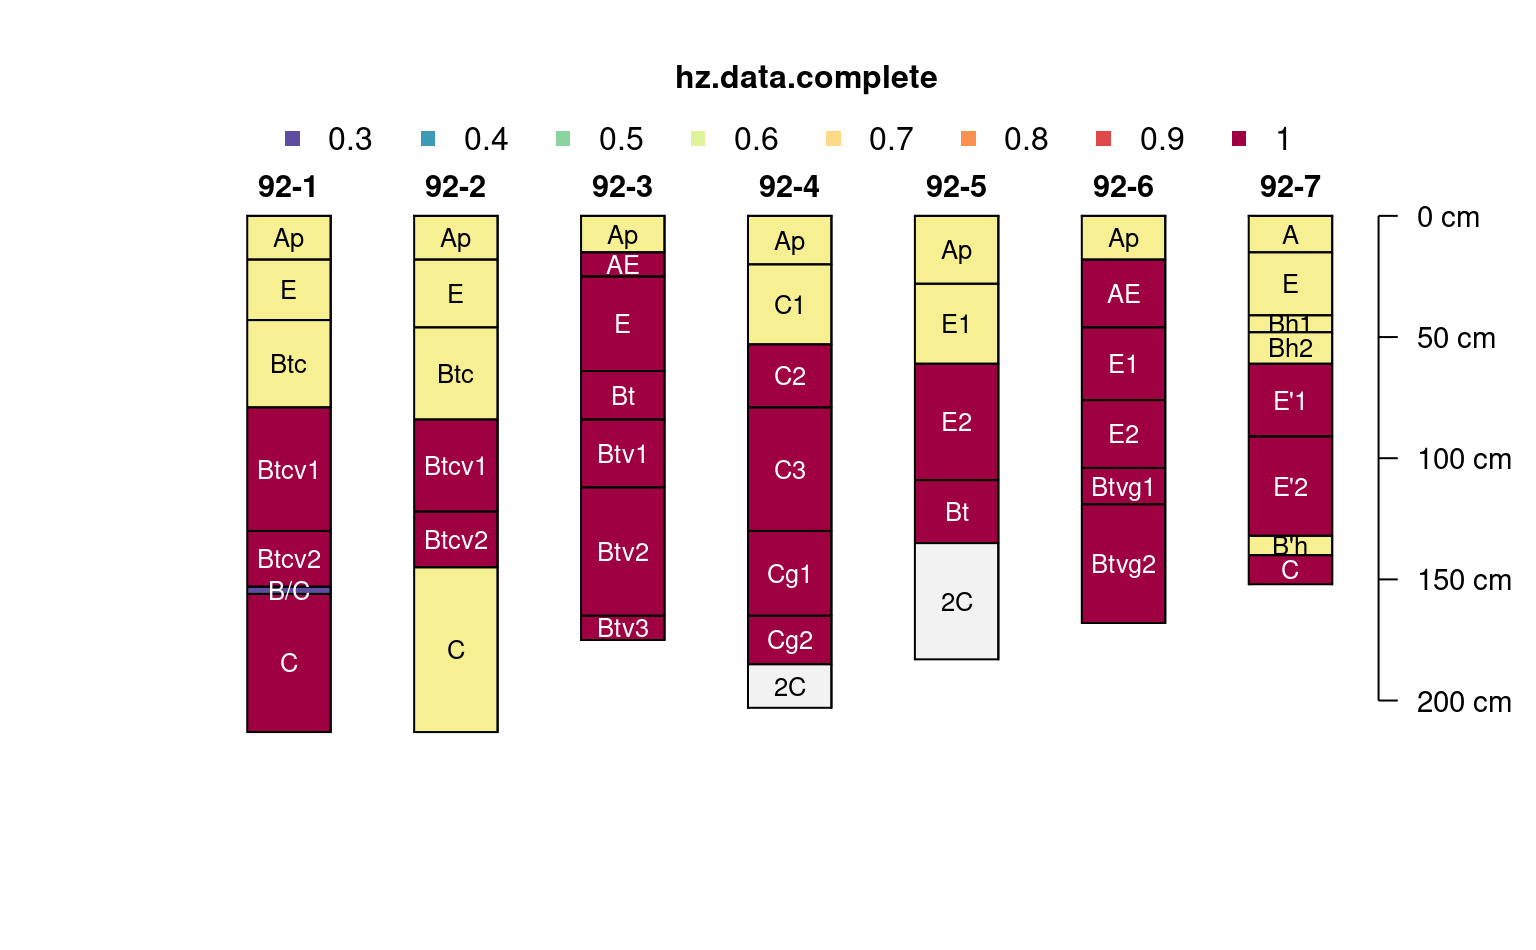 hz.data.complete
0.3 0.4 0.5 0.6 0.7 0.8 0.9 1
92-1 92-2 92-3 92-4 92-5 92-6 92-7
Ap
E
Btc
Btcv1
Btcv2
B/C
C
Ap
E
Btc
Btcv1
Btcv2
C
Ap
AE
E
Bt
Btv1
Btv2
Btv3
Ap
C1
C2
C3
Cg1
Cg2
2C
Ap
E1
E2
Bt
2C
Ap
AE
E1
E2
Btvg1
Btvg2
A
E
Bh1
Bh2
E'1
E'2
B'h
C
0 cm
50 cm
100 cm
150 cm
200 cm